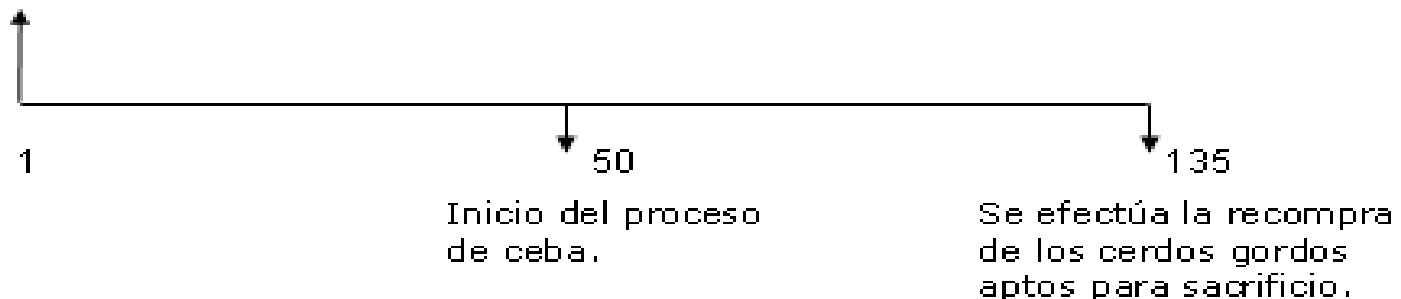 1
50
135
Inicio del proceso
de ceba.
Se efectúa la recompra
de los cerdos gordos
aptos para sacrificio.